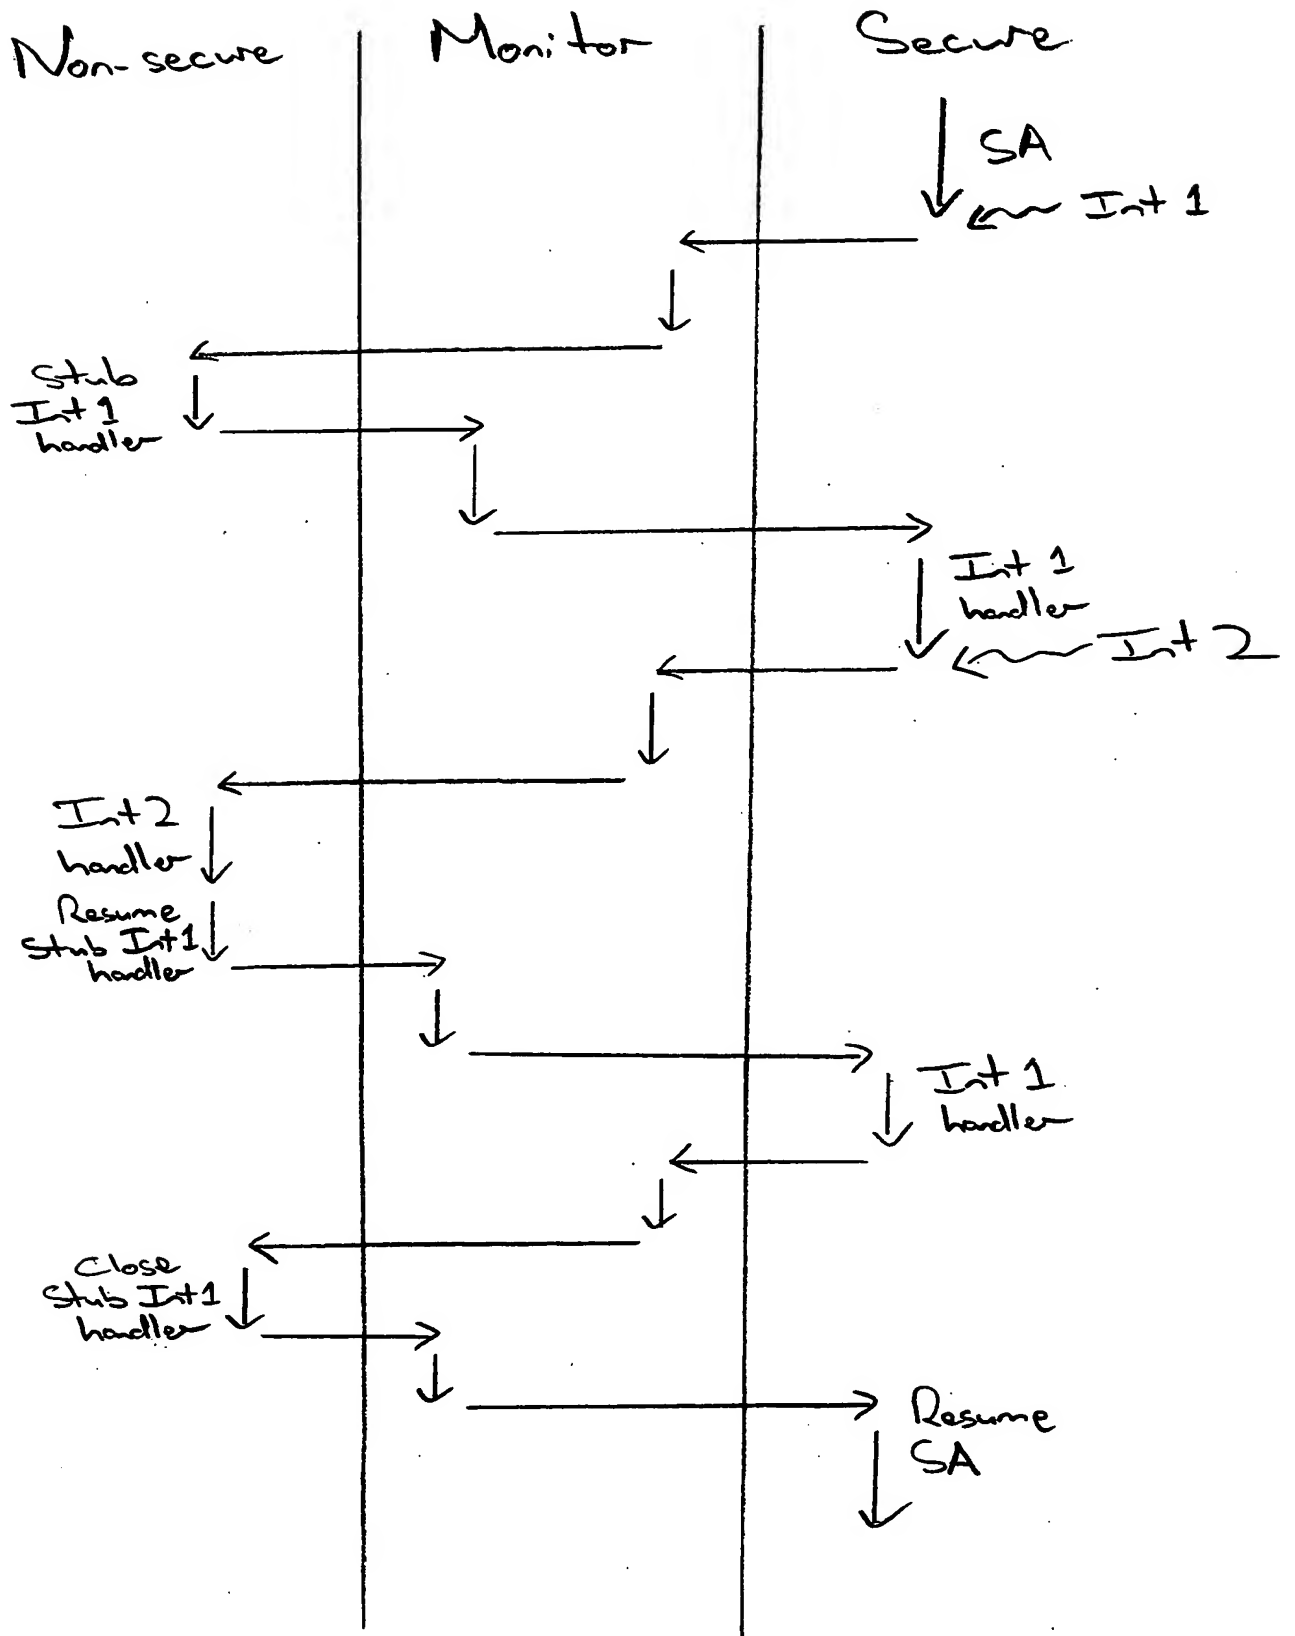 Non-secure
Monitor
Secure
SA
Int 1
Stub
Int 1
handler
Int 1
handler
Int 2
Int 2
handler
Resume
Stub Int 1
handler
Int 1
handler
Close
Stub Int 1
handler
Resume
SA